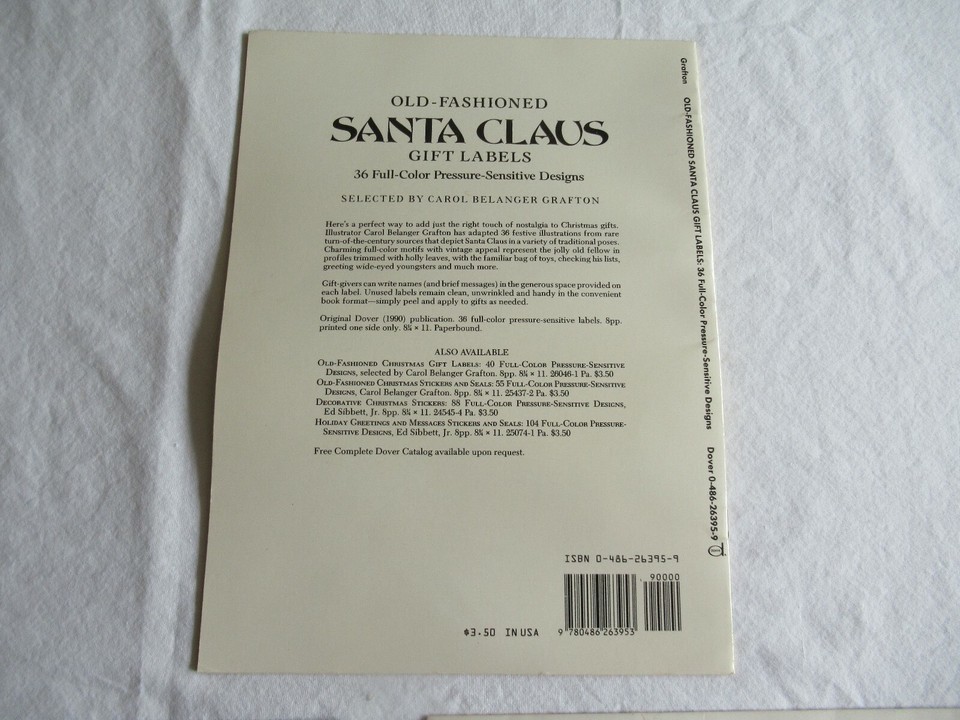 OLD-FASHIONED
SANTA CLAUS
GIFT LABELS
36 Full-Color Pressure-Sensitive Designs
SELECTED BY CAROL BELANGER GRAFTON
Here's a perfect way to add just the right touch of nostalgia to Christmas gifts.
Illustrator Carol Belanger Grafton has adapted 36 festive illustrations from rare
turn-of-the-century sources that depict Santa Claus in a variety of traditional poses.
Charming full-color motifs with vintage appeal represent the jolly old fellow in
profiles trimmed with holly leaves, with the familiar bag of toys, checking his lists,
greeting wide-eyed youngsters and much more.
Gift-givers can write names (and brief messages) in the generous space provided on
each label. Unused labels remain clean, unwrinkled and handy in the convenient
book format—simply peel and apply to gifts as needed.
Original Dover (1990) publication. 36 full-color pressure-sensitive labels. 8pp.
printed one side only. 8¼ × 11. Paperbound.
ALSO AVAILABLE
OLD-FASHIONED CHRISTMAS GIFT LABELS: 40 FULL-COLOR PRESSURE-SENSITIVE
DESIGNS, selected by Carol Belanger Grafton. 8pp. 8¼ × 11. 26046-1 Pa. $3.50
OLD-FASHIONED CHRISTMAS STICKERS AND SEALS: 55 FULL-COLOR PRESSURE-SENSITIVE
DESIGNS, Carol Belanger Grafton. 8pp. 8¼ × 11. 25437-2 Pa. $3.50
DECORATIVE CHRISTMAS STICKERS: 88 FULL-COLOR PRESSURE-SENSITIVE DESIGNS,
Ed Sibbett, Jr. 8pp. 8¼ × 11. 24545-4 Pa. $3.50
HOLIDAY GREETINGS AND MESSAGES STICKERS AND SEALS: 104 FULL-COLOR PRESSURE-
SENSITIVE DESIGNS, Ed Sibbett, Jr. 8pp. 8¼ × 11. 25074-1 Pa. $3.50
Free Complete Dover Catalog available upon request.
ISBN 0-486-26395-9
90000
$3.50 IN USA
9 780486 263953
Grafton OLD-FASHIONED SANTA CLAUS GIFT LABELS: 36 Full-Color Pressure-Sensitive Designs Dover 0-486-26395-9